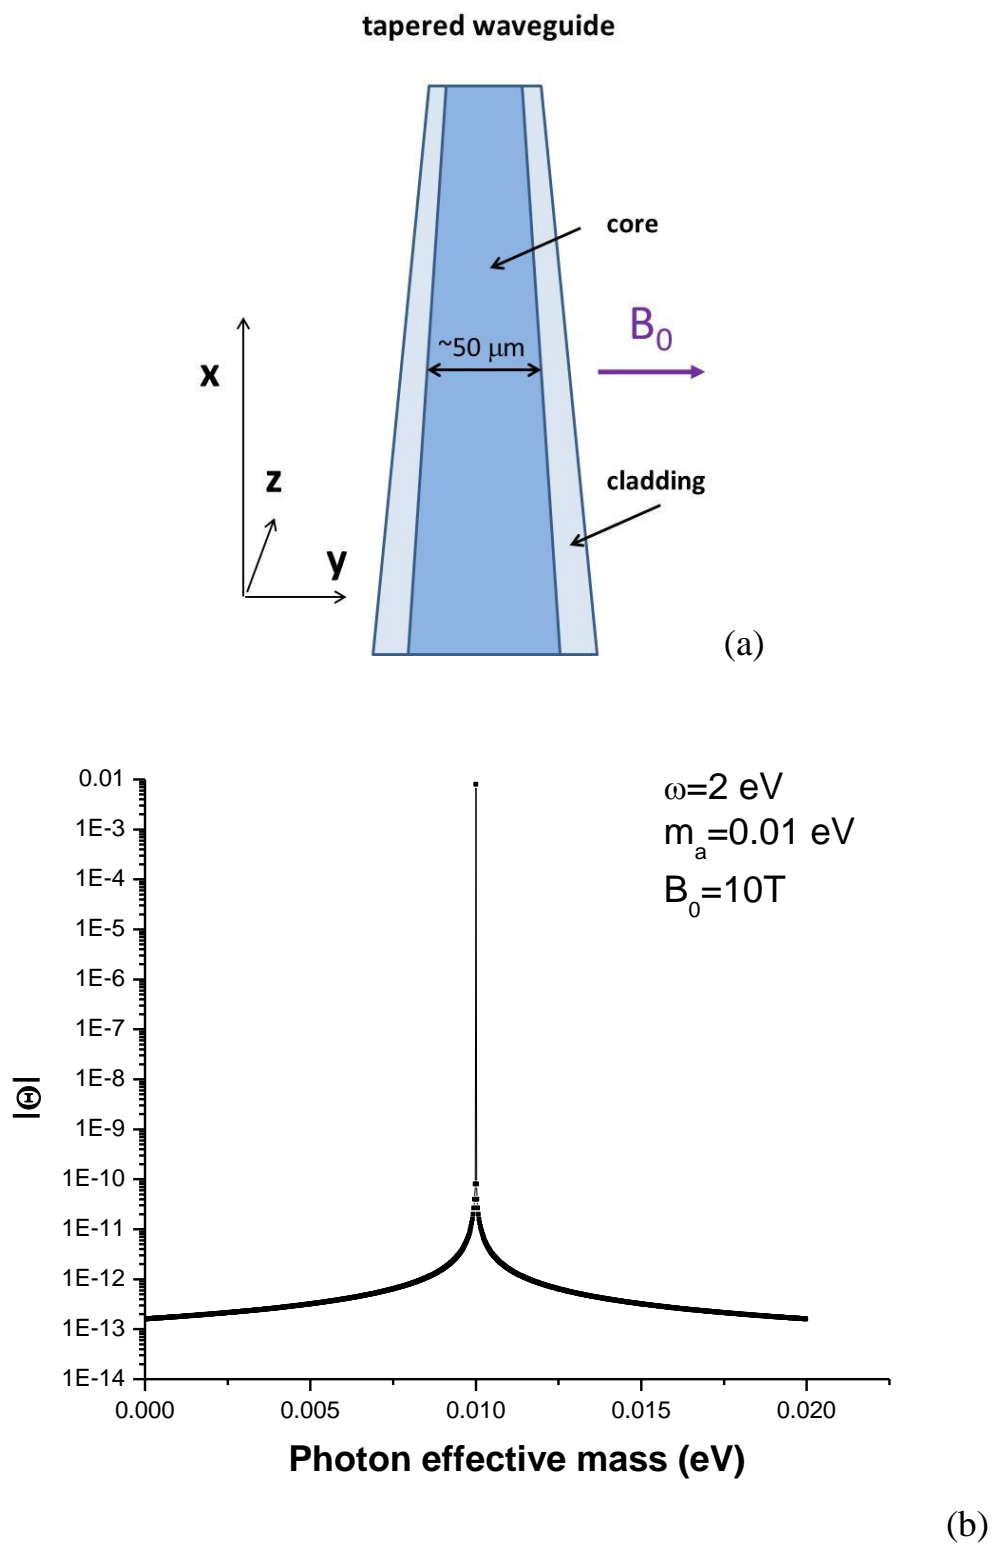 tapered waveguide
core
B₀
~50 μm
x
z
cladding
y
(a)
0.01
1E-3
1E-4
1E-5
1E-6
1E-7
1E-8
1E-9
1E-10
1E-11
1E-12
1E-13
1E-14
|Θ|
ω=2 eV
mₐ=0.01 eV
B₀=10T
0.000 0.005 0.010 0.015 0.020
Photon effective mass (eV)
(b)